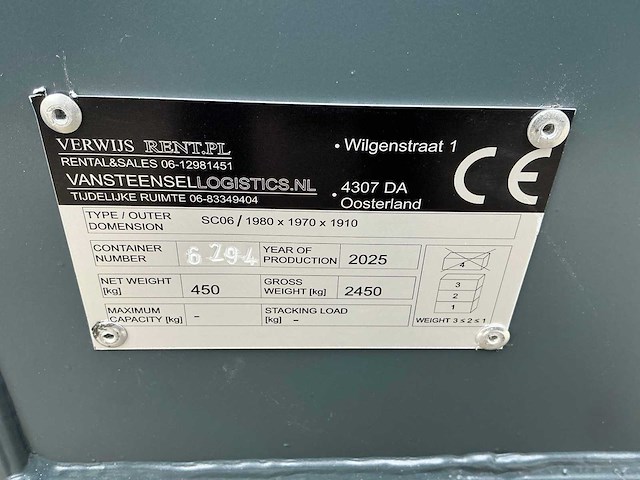 VERWIJS RENT.PL
RENTAL&SALES 06-12981451
VANSTEENSELLOGISTICS.NL
TIJDELIJKE RUIMTE 06-83349404
• Wilgenstraat 1
• 4307 DA
Oosterland
CE
TYPE / OUTER DOMENSION SC06 / 1980 x 1970 x 1910
CONTAINER NUMBER 6294 YEAR OF PRODUCTION 2025
NET WEIGHT [kg] 450 GROSS WEIGHT [kg] 2450
MAXIMUM CAPACITY [kg] - STACKING LOAD [kg] -
4
3
2
1
WEIGHT 3 ≤ 2 ≤ 1